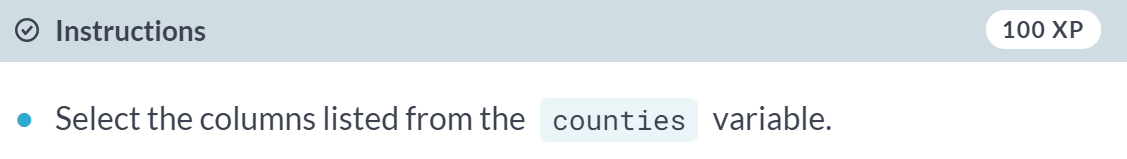 Instructions 100 XP
Select the columns listed from the counties variable.